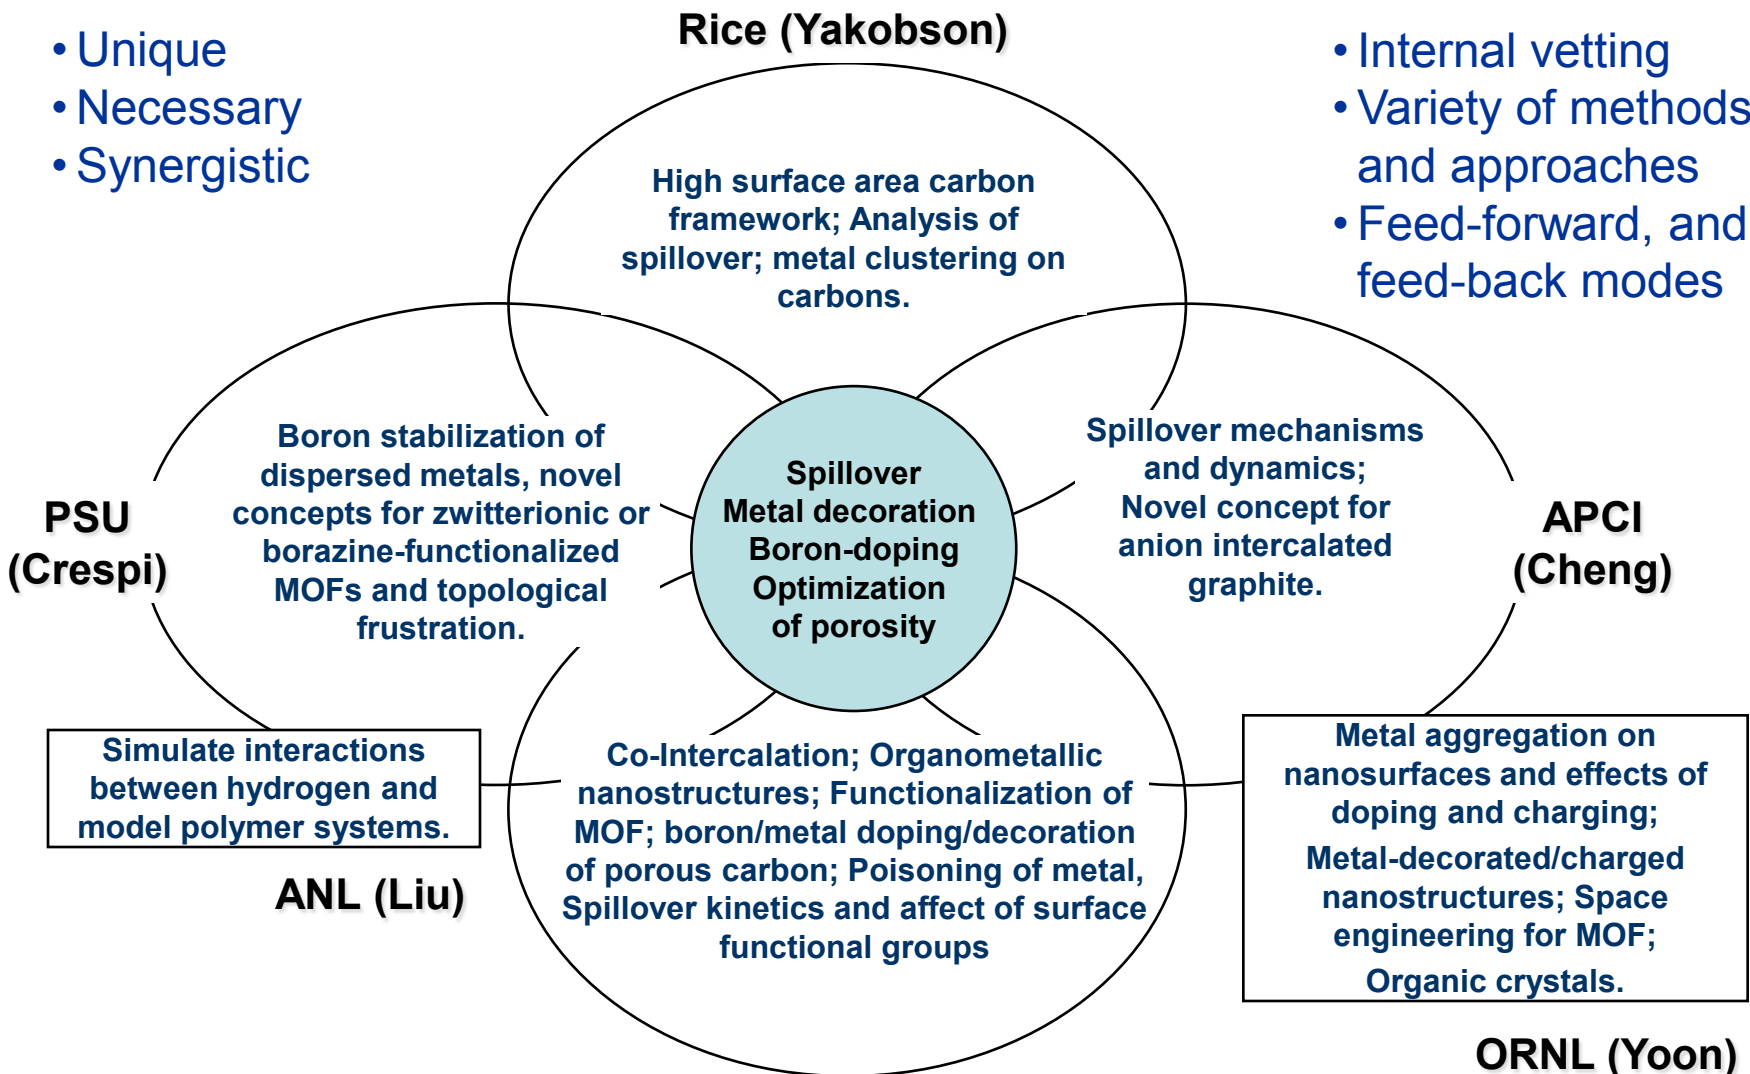 Rice (Yakobson)
• Unique
• Necessary
• Synergistic
• Internal vetting
• Variety of methods
and approaches
• Feed-forward, and
feed-back modes
High surface area carbon
framework; Analysis of
spillover; metal clustering on
carbons.
PSU
(Crespi)
Boron stabilization of
dispersed metals, novel
concepts for zwitterionic or
borazine-functionalized
MOFs and topological
frustration.
Spillover
Metal decoration
Boron-doping
Optimization
of porosity
Spillover mechanisms
and dynamics;
Novel concept for
anion intercalated
graphite.
APCI
(Cheng)
Simulate interactions
between hydrogen and
model polymer systems.
ANL (Liu)
Co-Intercalation; Organometallic
nanostructures; Functionalization of
MOF; boron/metal doping/decoration
of porous carbon; Poisoning of metal,
Spillover kinetics and affect of surface
functional groups
Metal aggregation on
nanosurfaces and effects of
doping and charging;
Metal-decorated/charged
nanostructures; Space
engineering for MOF;
Organic crystals.
ORNL (Yoon)